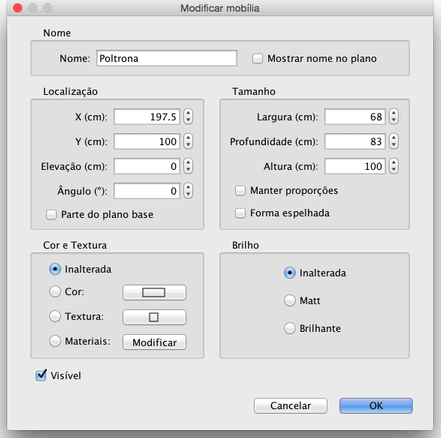 Modificar mobília
Nome
Nome: Poltrona Mostrar nome no plano
Localização
X (cm): 197.5
Y (cm): 100
Elevação (cm): 0
Ângulo (°): 0
Parte do plano base
Tamanho
Largura (cm): 68
Profundidade (cm): 83
Altura (cm): 100
Manter proporções
Forma espelhada
Cor e Textura
Inalterada
Cor:
Textura:
Materiais: Modificar
Brilho
Inalterada
Matt
Brilhante
Visível
Cancelar OK